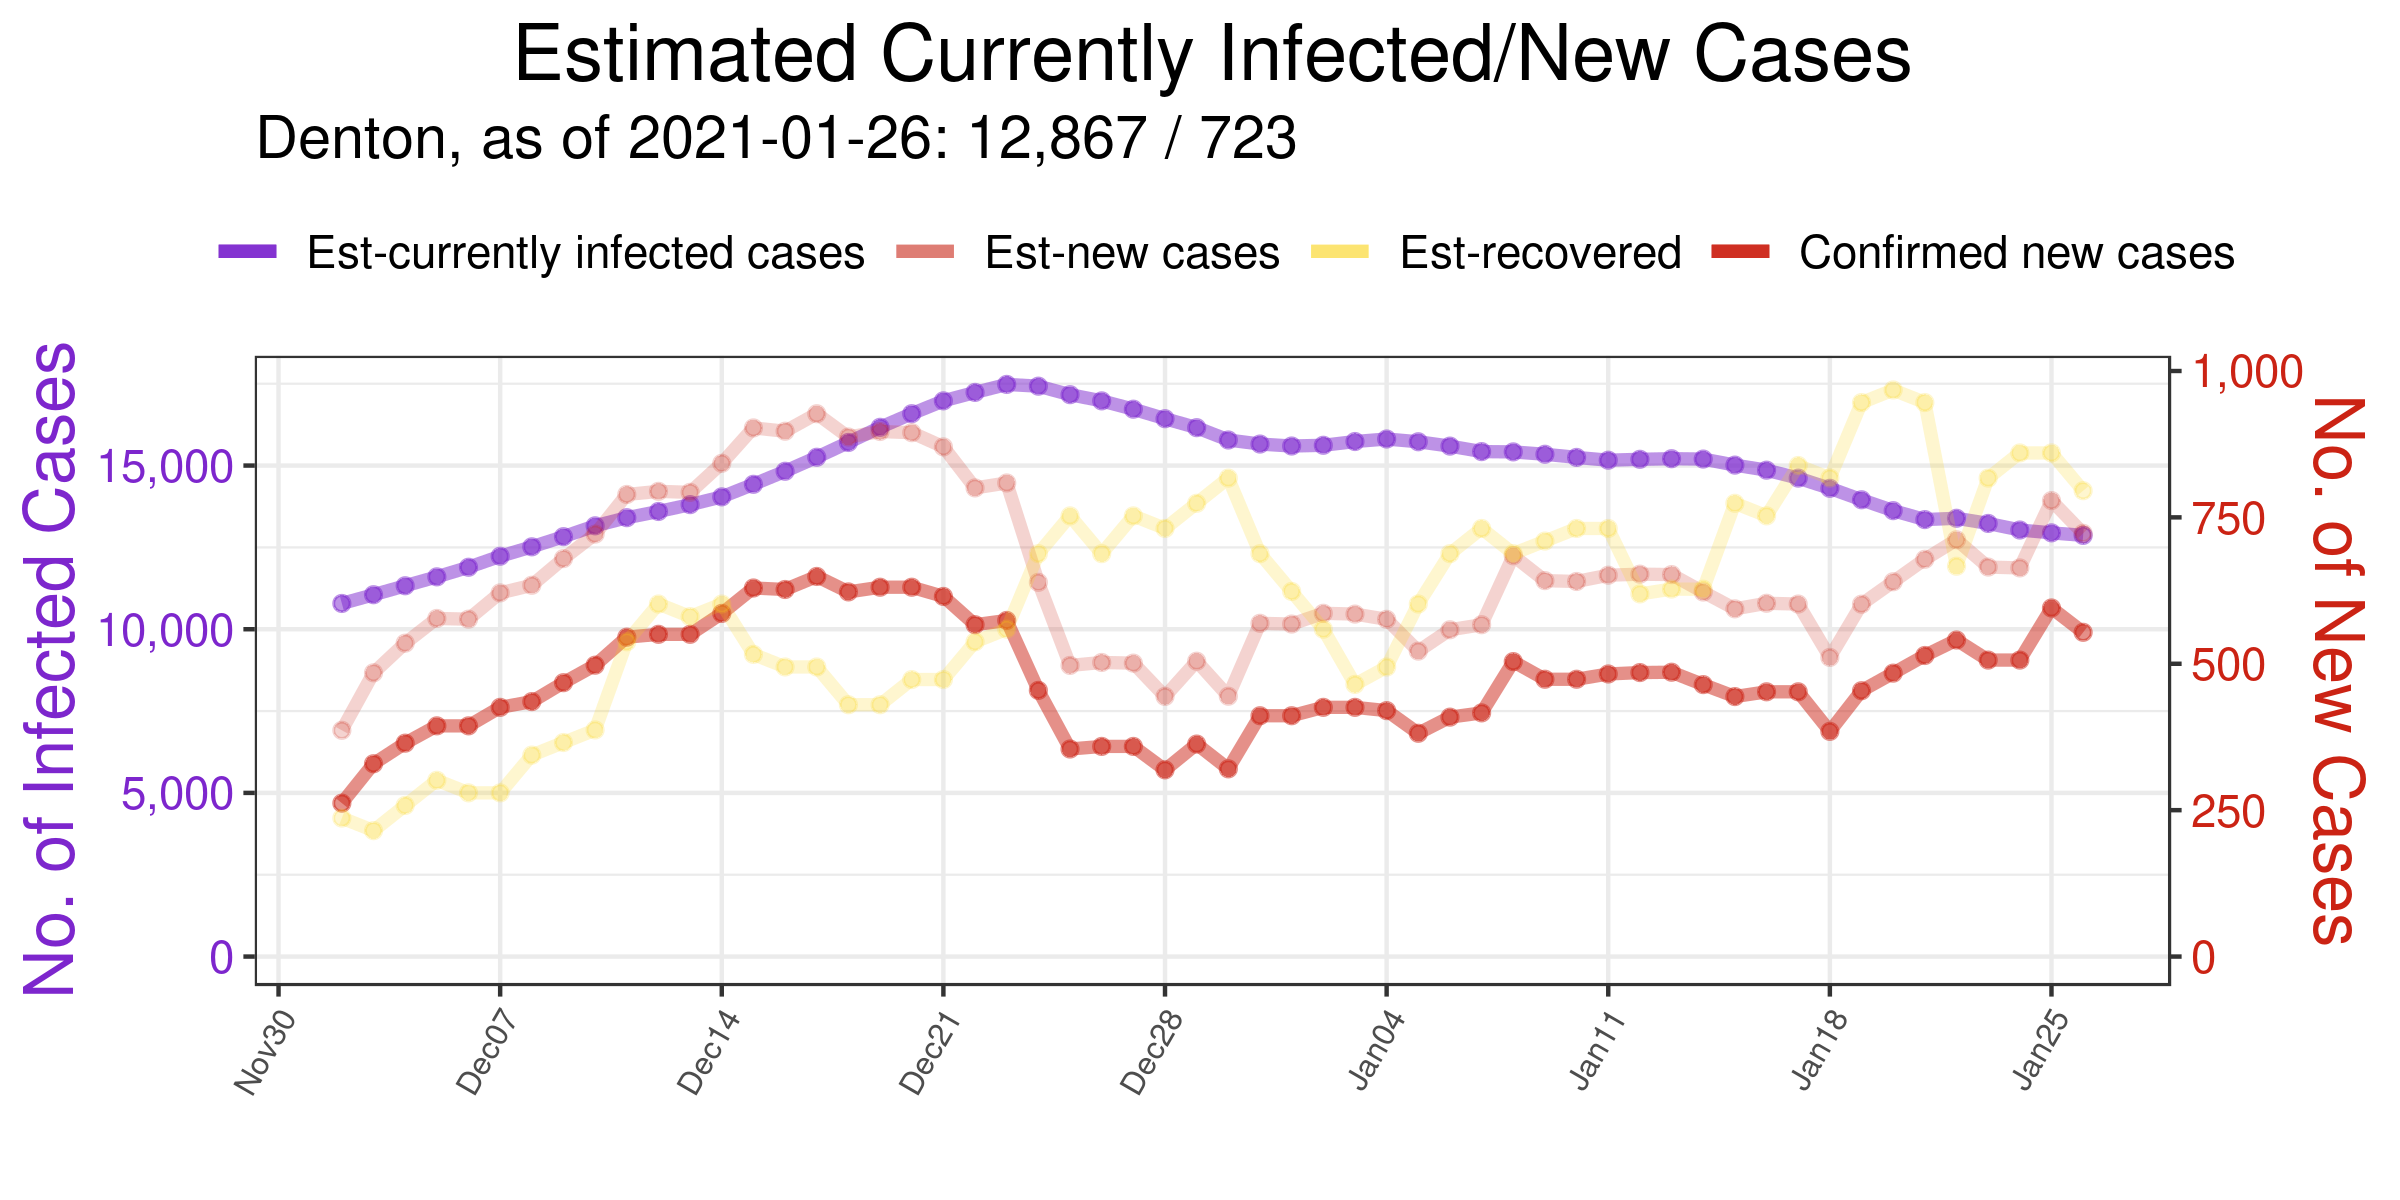 Estimated Currently Infected/New Cases
Denton, as of 2021-01-26: 12,867 / 723
Est-currently infected cases Est-new cases Est-recovered Confirmed new cases
No. of Infected Cases
15,000
10,000
5,000
0
1,000
750
500
250
0
No. of New Cases
Nov30 Dec07 Dec14 Dec21 Dec28 Jan04 Jan11 Jan18 Jan25